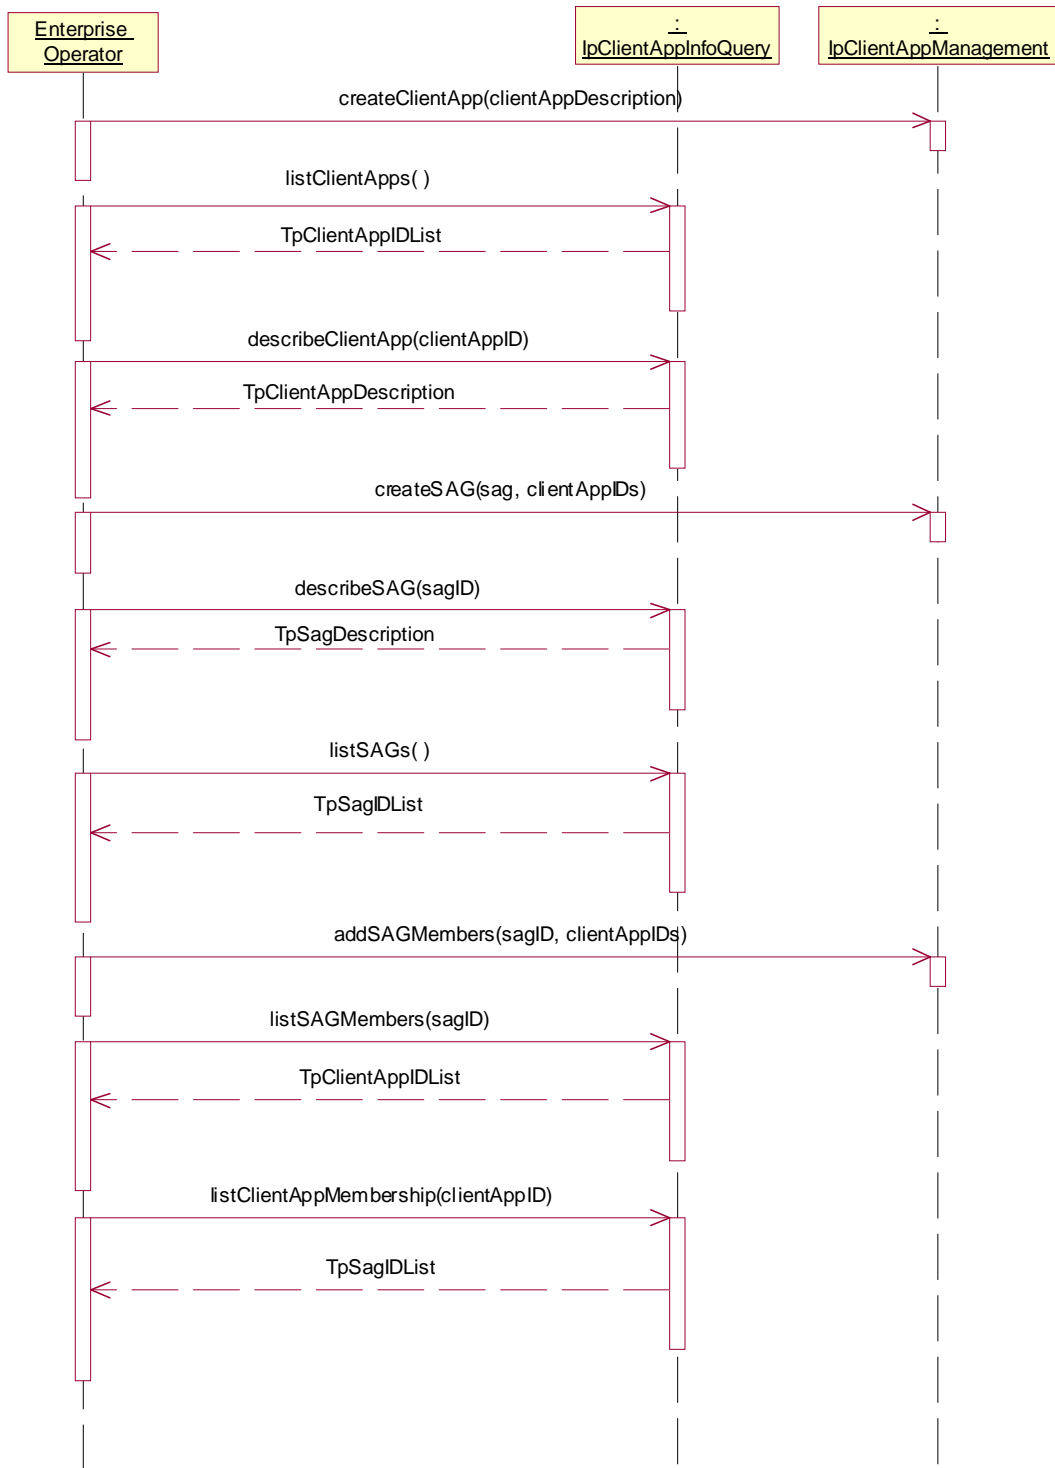 Enterprise
Operator
:
IpClientAppInfoQuery
:
IpClientAppManagement
createClientApp(clientAppDescription)
listClientApps( )
TpClientAppIDList
describeClientApp(clientAppID)
TpClientAppDescription
createSAG(sag, clientAppIDs)
describeSAG(sagID)
TpSagDescription
listSAGs( )
TpSagIDList
addSAGMembers(sagID, clientAppIDs)
listSAGMembers(sagID)
TpClientAppIDList
listClientAppMembership(clientAppID)
TpSagIDList